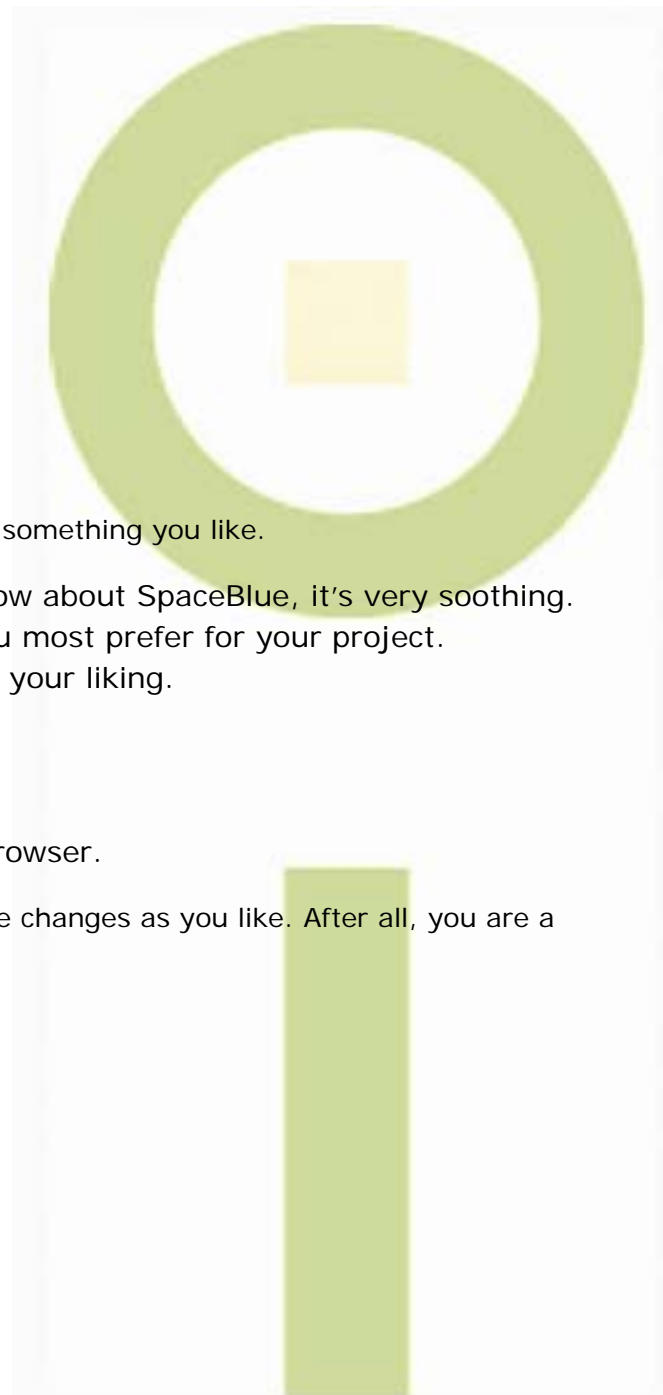 something you like.
ow about SpaceBlue, it's very soothing.
u most prefer for your project.
your liking.
rowser.
e changes as you like. After all, you are a